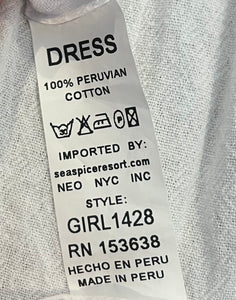 DRESS
100% PERUVIAN
COTTON
IMPORTED BY:
seaspiceresort.com
NEO NYC INC
STYLE:
GIRL1428
RN 153638
HECHO EN PERU
MADE IN PERU